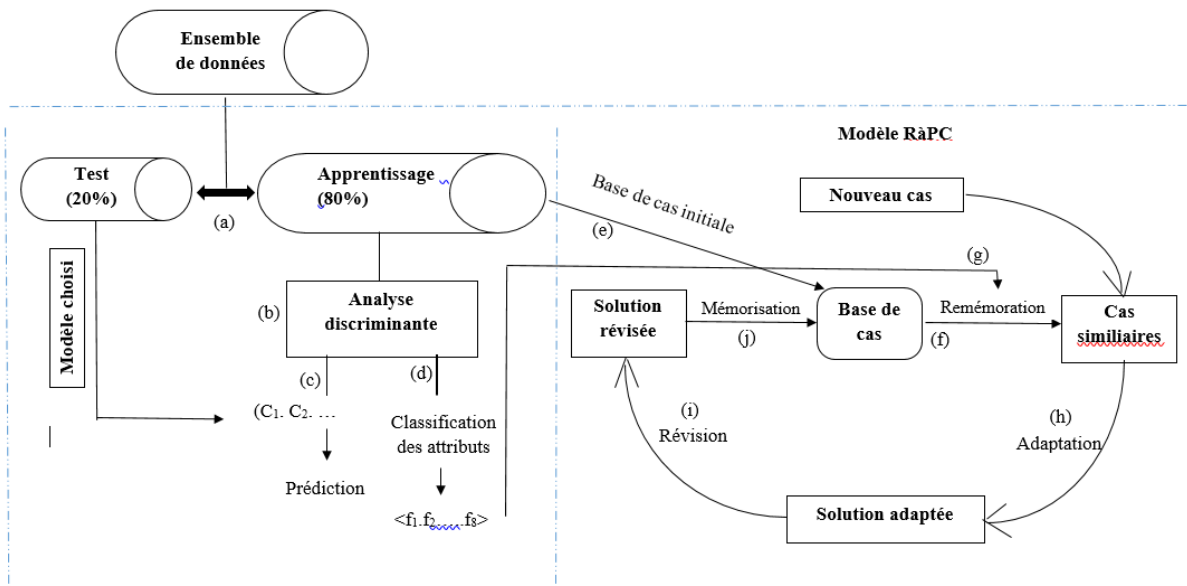 Ensemble
de données
Modèle RàPC
Test
(20%)
Apprentissage
(80%)
(a)
Base de cas initiale
(e)
Nouveau cas
(g)
Modèle choisi
(b)
Analyse
discriminante
Solution
révisée
Mémorisation
(j)
Base de
cas
Remémoration
(f)
Cas
similiaires
(c)
(d)
(C1. C2. …
Classification
des attributs
Prédiction
<f1.f2......f8>
(i)
Révision
(h)
Adaptation
Solution adaptée